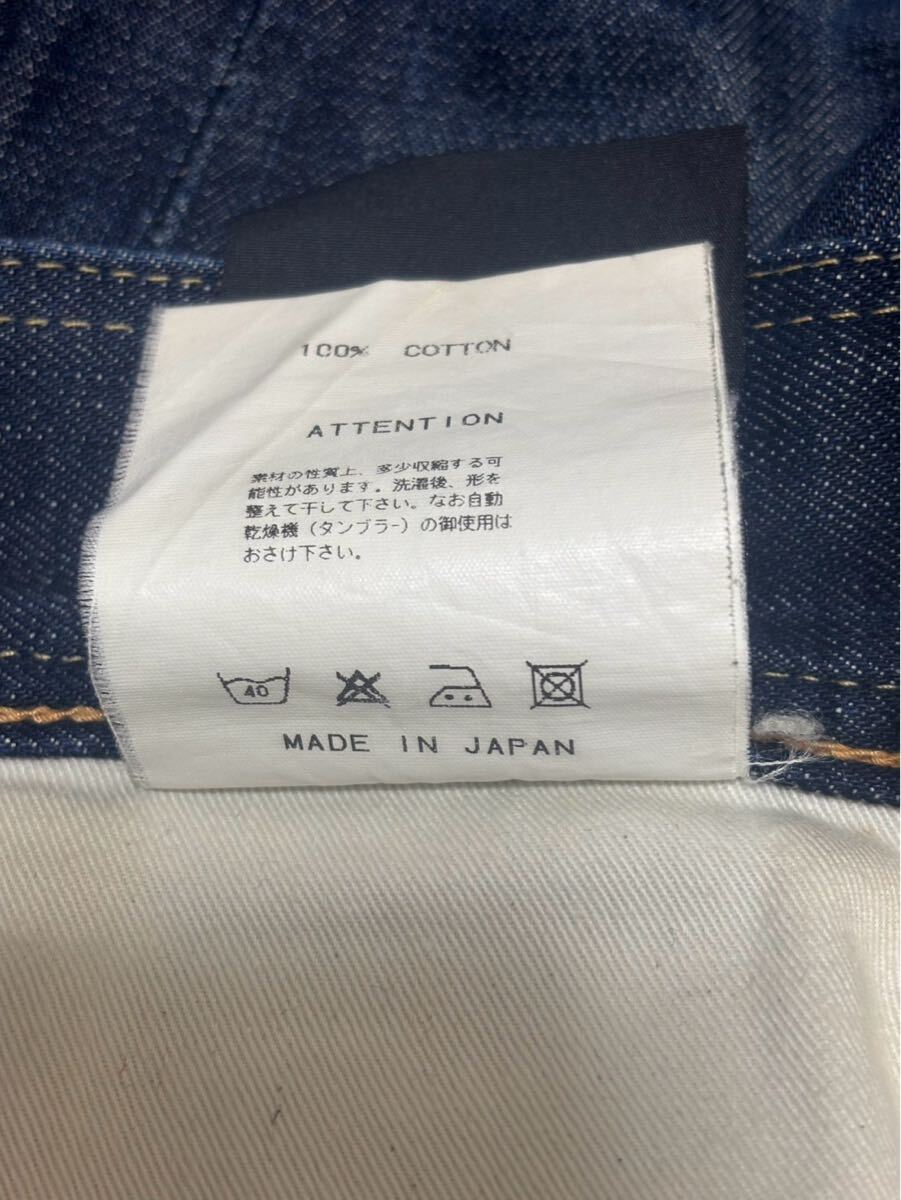 100% COTTON
ATTENTION
素材の性質上、多少収縮する可
能性があります。洗濯後、形を
整えて干して下さい。なお自動
乾燥機（タンブラ-）の御使用は
おさけ下さい。
40
MADE IN JAPAN